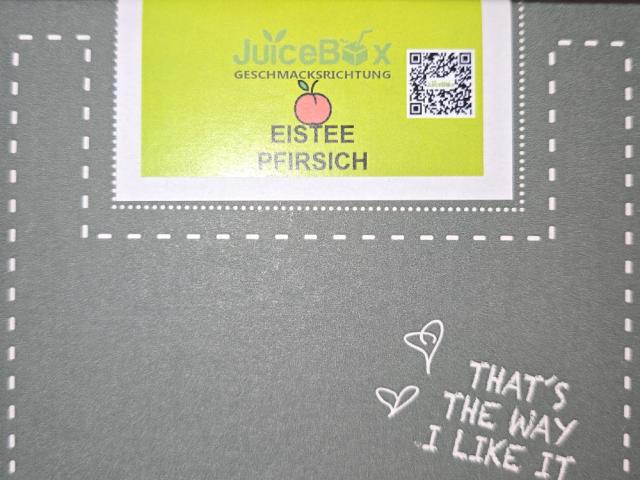 JuiceBox
GESCHMACKSRICHTUNG
EISTEE
PFIRSICH
THAT'S
THE WAY
I LIKE IT